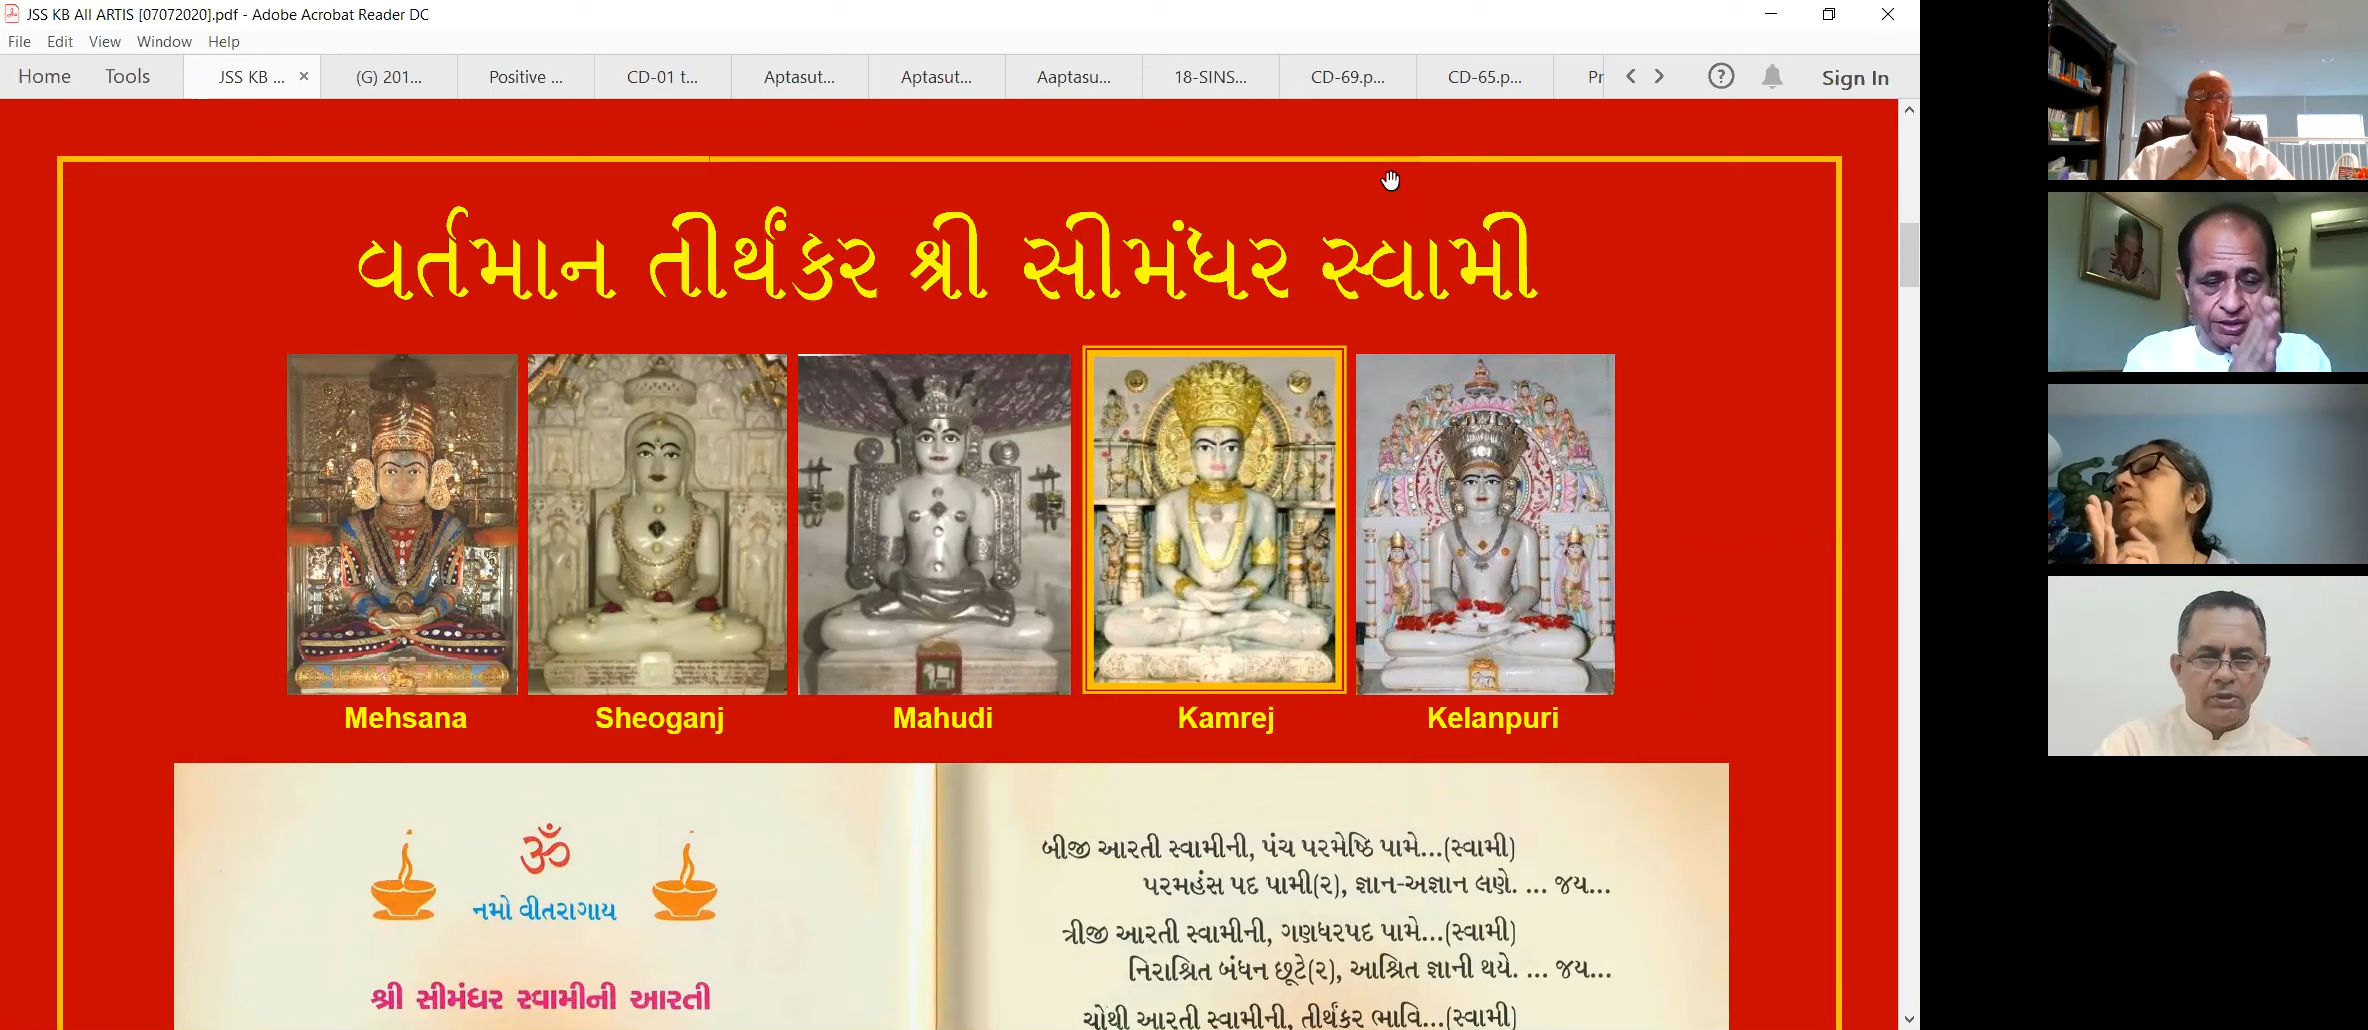 JSS KB All ARTIS [07072020].pdf - Adobe Acrobat Reader DC
File Edit View Window Help
Home Tools JSS KB ... × (G) 201... Positive ... CD-01 t... Aptasut... Aptasut... Aaptasu... 18-SINS... CD-69.p... CD-65.p... Pr Sign In
વર્તમાન તીર્થંકર શ્રી સીમંધર સ્વામી
Mehsana Sheoganj Mahudi Kamrej Kelanpuri
ૐ
નમો વીતરાગાય
શ્રી સીમંધર સ્વામીની આરતી
બીજી આરતી સ્વામીની, પંચ પરમેષ્ઠિ પામે...(સ્વામી)
પરમહંસ પદ પામી(૨), જ્ઞાન-અજ્ઞાન લણે. ... જય...
ત્રીજી આરતી સ્વામીની, ગણધરપદ પામે...(સ્વામી)
નિરાશ્રિત બંધન છૂટે(૨), આશ્રિત જ્ઞાની થયે. ... જય...
ચોથી આરતી સ્વામીની, તીર્થંકર ભાવિ...(સ્વામી)